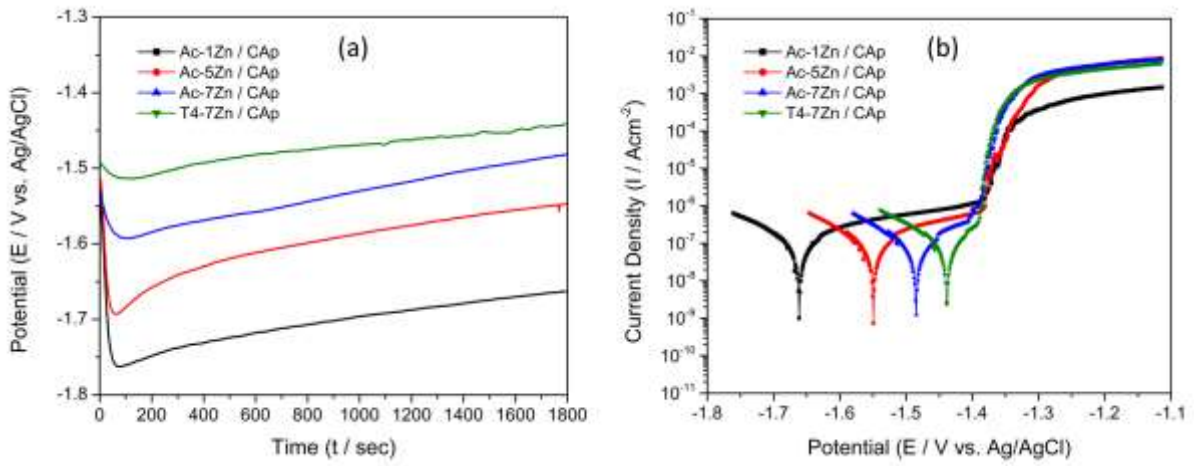 (a)
Ac-1Zn / CAp
Ac-5Zn / CAp
Ac-7Zn / CAp
T4-7Zn / CAp
Potential (E / V vs. Ag/AgCl)
-1.3
-1.4
-1.5
-1.6
-1.7
-1.8
0 200 400 600 800 1000 1200 1400 1600 1800
Time (t / sec)
(b)
Ac-1Zn / CAp
Ac-5Zn / CAp
Ac-7Zn / CAp
T4-7Zn / CAp
Current Density (I / Acm⁻²)
10⁻¹
10⁻²
10⁻³
10⁻⁴
10⁻⁵
10⁻⁶
10⁻⁷
10⁻⁸
10⁻⁹
10⁻¹⁰
10⁻¹¹
-1.8 -1.7 -1.6 -1.5 -1.4 -1.3 -1.2 -1.1
Potential (E / V vs. Ag/AgCl)